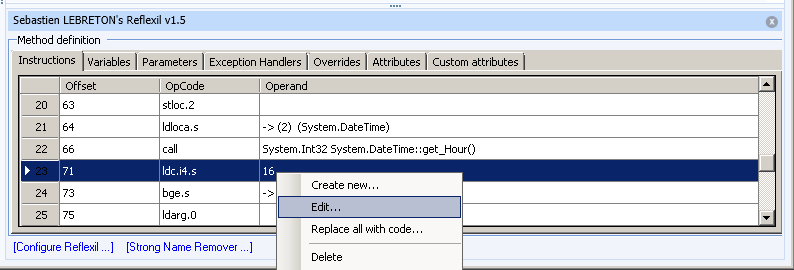 Sebastien LEBRETON's Reflexil v1.5
Method definition
Instructions Variables Parameters Exception Handlers Overrides Attributes Custom attributes
Offset OpCode Operand
20 63 stloc.2
21 64 ldloca.s -> (2) (System.DateTime)
22 66 call System.Int32 System.DateTime::get_Hour()
23 71 ldc.i4.s 16
24 73 bge.s ->
25 75 ldarg.0
Create new...
Edit...
Replace all with code...
Delete
[Configure Reflexil ...] [Strong Name Remover ...]